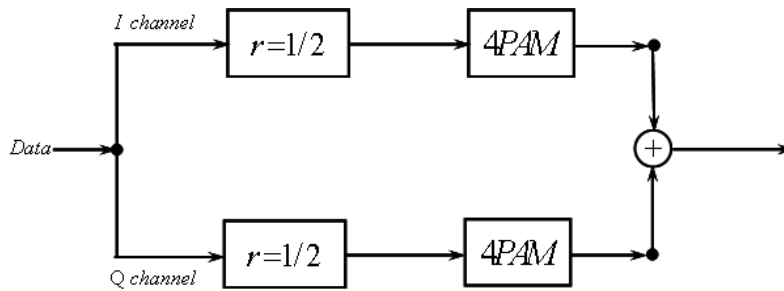 I channel
r=1/2
4PAM
Data
+
r=1/2
4PAM
Q channel